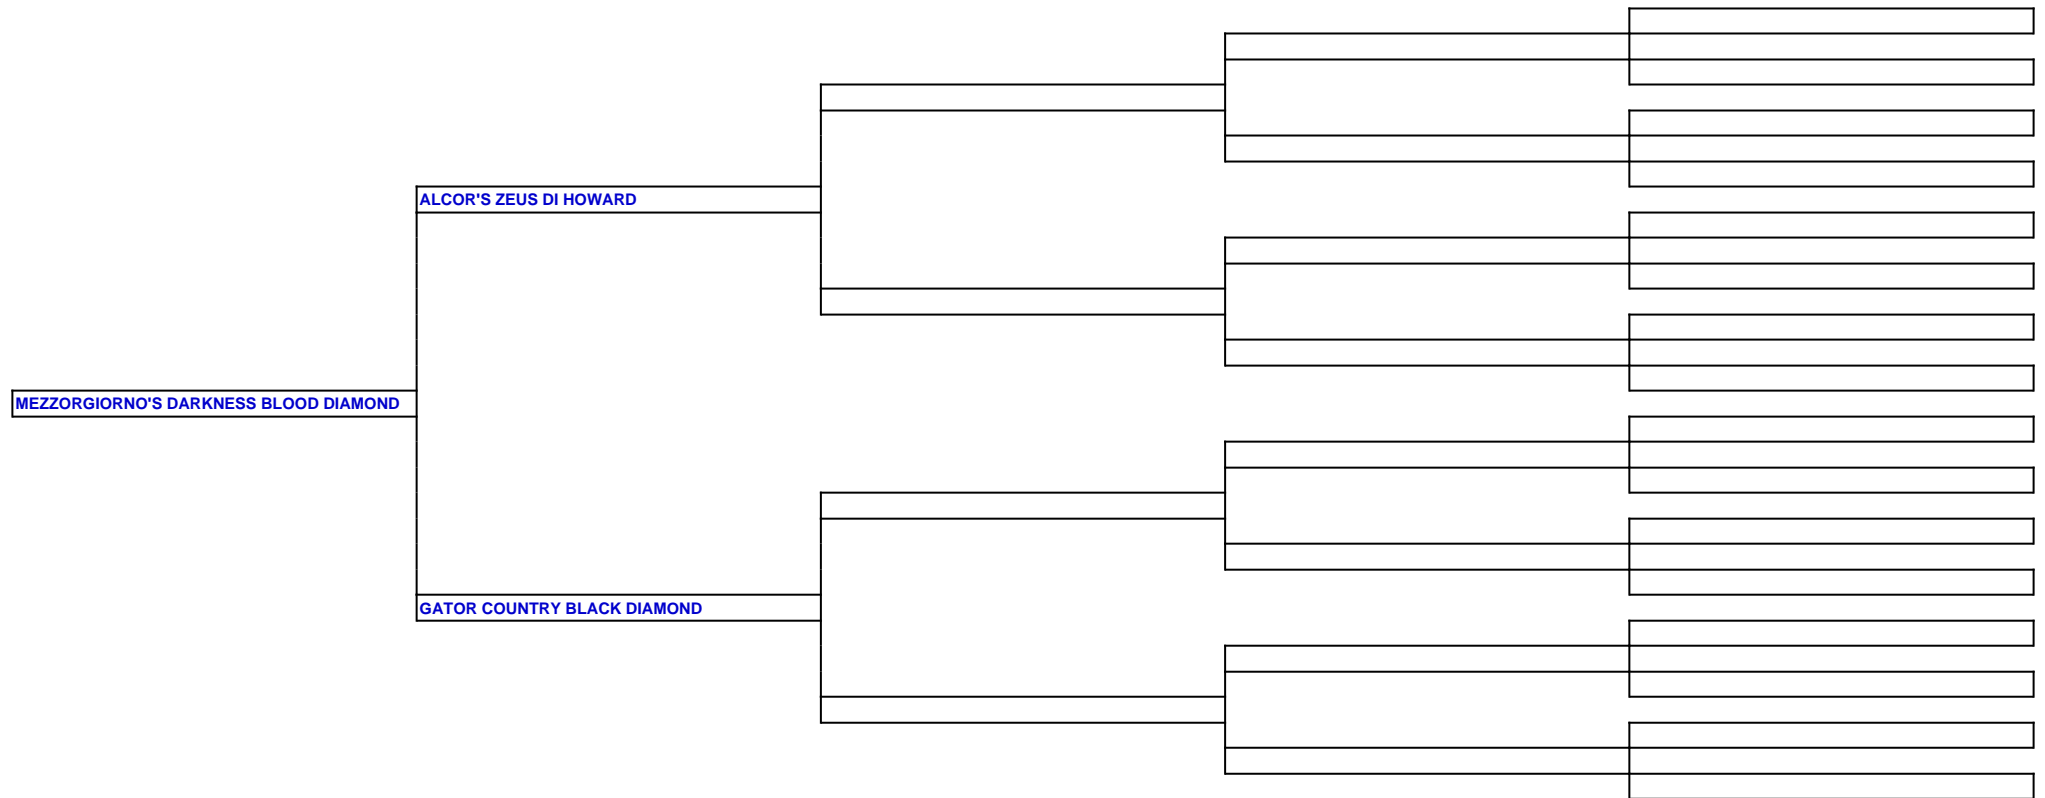 ALCOR'S ZEUS DI HOWARD
MEZZORGIORNO'S DARKNESS BLOOD DIAMOND
GATOR COUNTRY BLACK DIAMOND